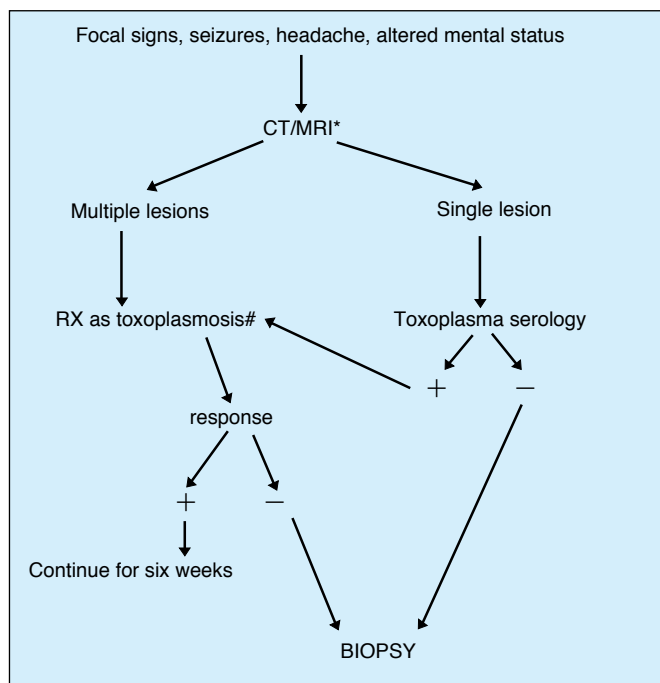 Focal signs, seizures, headache, altered mental status
CT/MRI*
Multiple lesions
Single lesion
RX as toxoplasmosis#
Toxoplasma serology
+
−
response
+
−
Continue for six weeks
BIOPSY